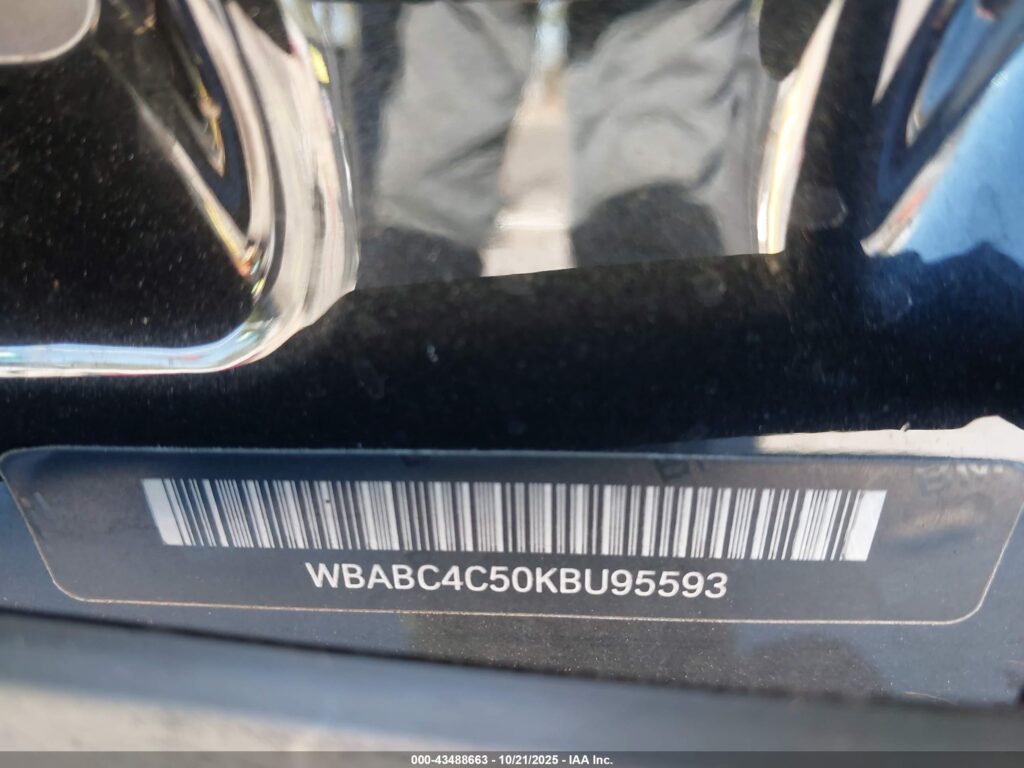 WBABC4C50KBU95593
000-43488663 - 10/21/2025 - IAA Inc.